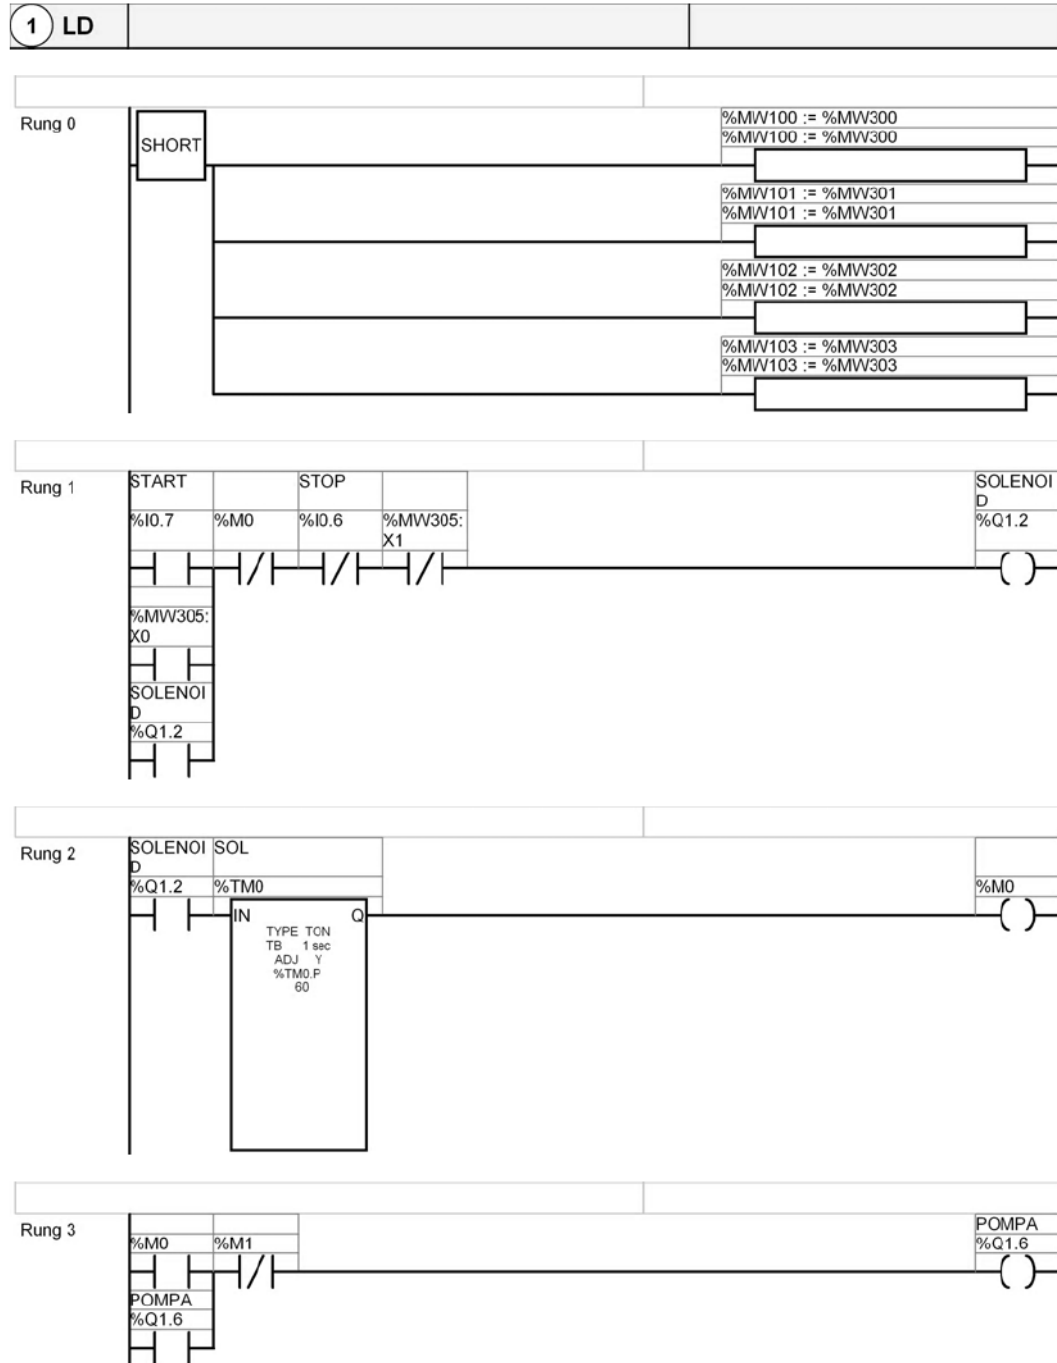 1 LD
Rung 0
SHORT
%MW100 := %MW300
%MW100 := %MW300
%MW101 := %MW301
%MW101 := %MW301
%MW102 := %MW302
%MW102 := %MW302
%MW103 := %MW303
%MW103 := %MW303
Rung 1
START STOP SOLENOI
D
%I0.7 %M0 %I0.6 %MW305: %Q1.2
X1
%MW305:
X0
SOLENOI
D
%Q1.2
Rung 2
SOLENOI SOL
D
%Q1.2 %TM0 %M0
IN Q
TYPE TON
TB 1 sec
ADJ Y
%TM0.P
60
Rung 3
POMPA
%M0 %M1 %Q1.6
POMPA
%Q1.6